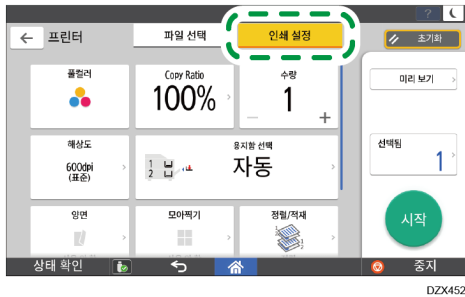 ?
프린터
파일 선택
인쇄 설정
초기화
풀컬러
Copy Ratio
100%
수량
1
미리 보기
해상도
600dpi
(표준)
용지함 선택
1
2
자동
선택됨
1
양면
모아찍기
정렬/적재
시작
상태 확인
중지
DZX452